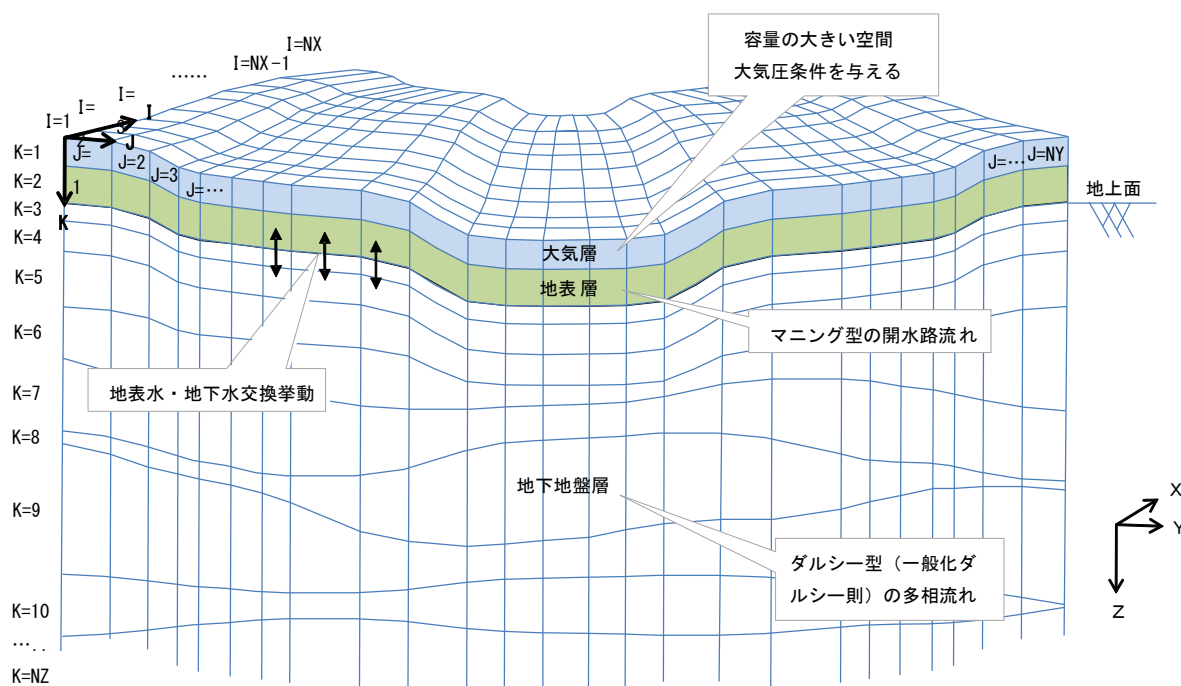 容量の大きい空間
大気圧条件を与える
I=NX
I=NX-1
……
I=
I=
I=1
3
2
I
J
K=1
J=
1
J=2
J=3
J=…
J=…
J=NY
K=2
K
K=3
K=4
地上面
大気層
地表層
K=5
マニング型の開水路流れ
K=6
地表水・地下水交換挙動
K=7
K=8
地下地盤層
K=9
X
Y
Z
ダルシー型（一般化ダ
ルシー則）の多相流れ
K=10
…..
K=NZ